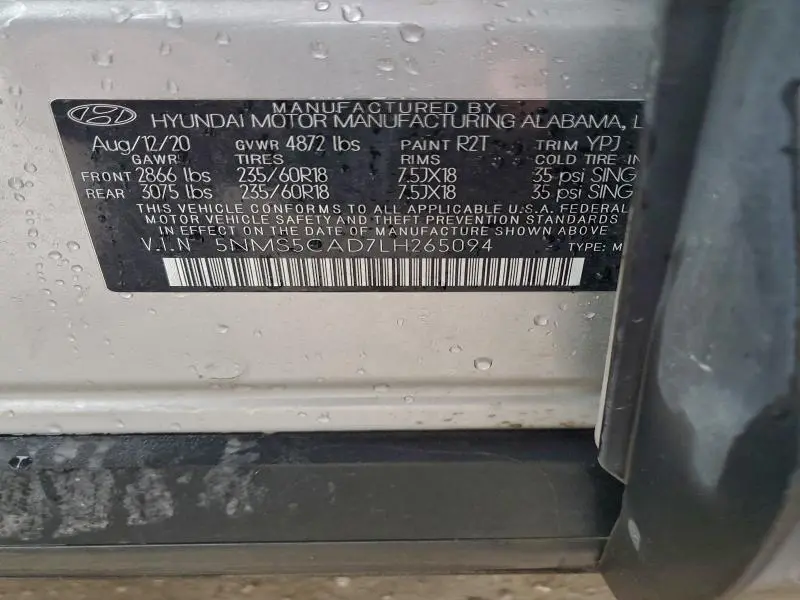 MANUFACTURED BY
HYUNDAI MOTOR MANUFACTURING ALABAMA, L
Aug/12/20 GVWR 4872 lbs PAINT R2T TRIM YPJ
GAWR TIRES RIMS COLD TIRE IN
FRONT 2866 lbs 235/60R18 7.5JX18 35 psi SING
REAR 3075 lbs 235/60R18 7.5JX18 35 psi SING
THIS VEHICLE CONFORMS TO ALL APPLICABLE U.S.A. FEDERAL
MOTOR VEHICLE SAFETY AND THEFT PREVENTION STANDARDS
IN EFFECT ON THE DATE OF MANUFACTURE SHOWN ABOVE.
V.I.N 5NMS5CAD7LH265094 TYPE: M